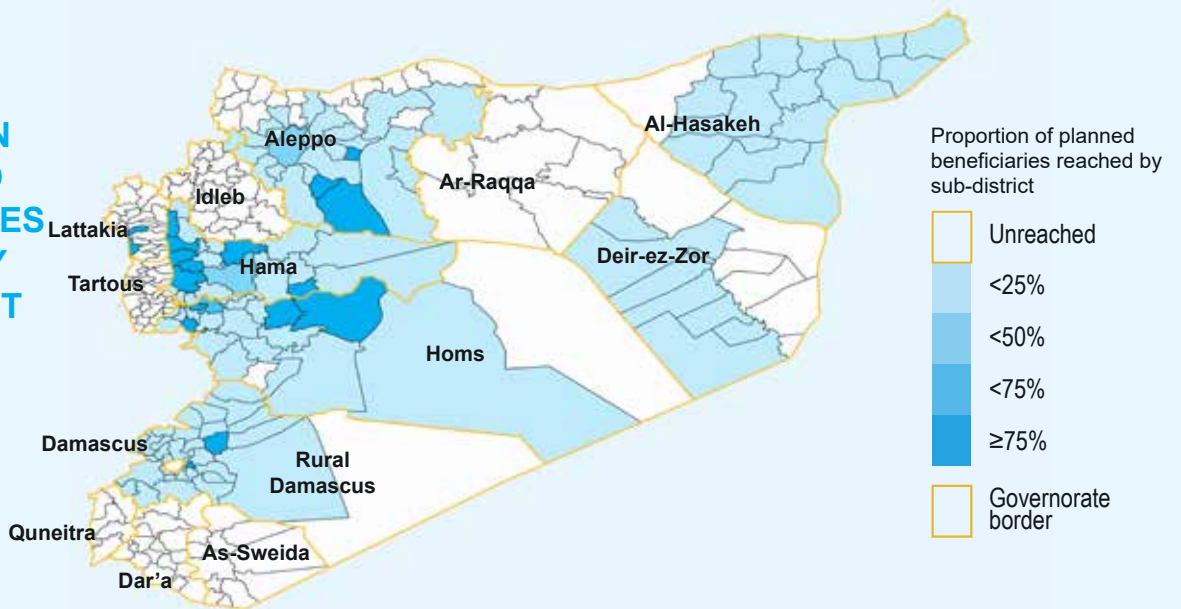 N
ES
T
Aleppo
Al-Hasakeh
Ar-Raqqa
Idleb
Lattakia
Hama
Deir-ez-Zor
Tartous
Homs
Damascus
Rural
Damascus
Quneitra
As-Sweida
Dar'a
Proportion of planned
beneficiaries reached by
sub-district
Unreached
<25%
<50%
<75%
≥75%
Governorate
border